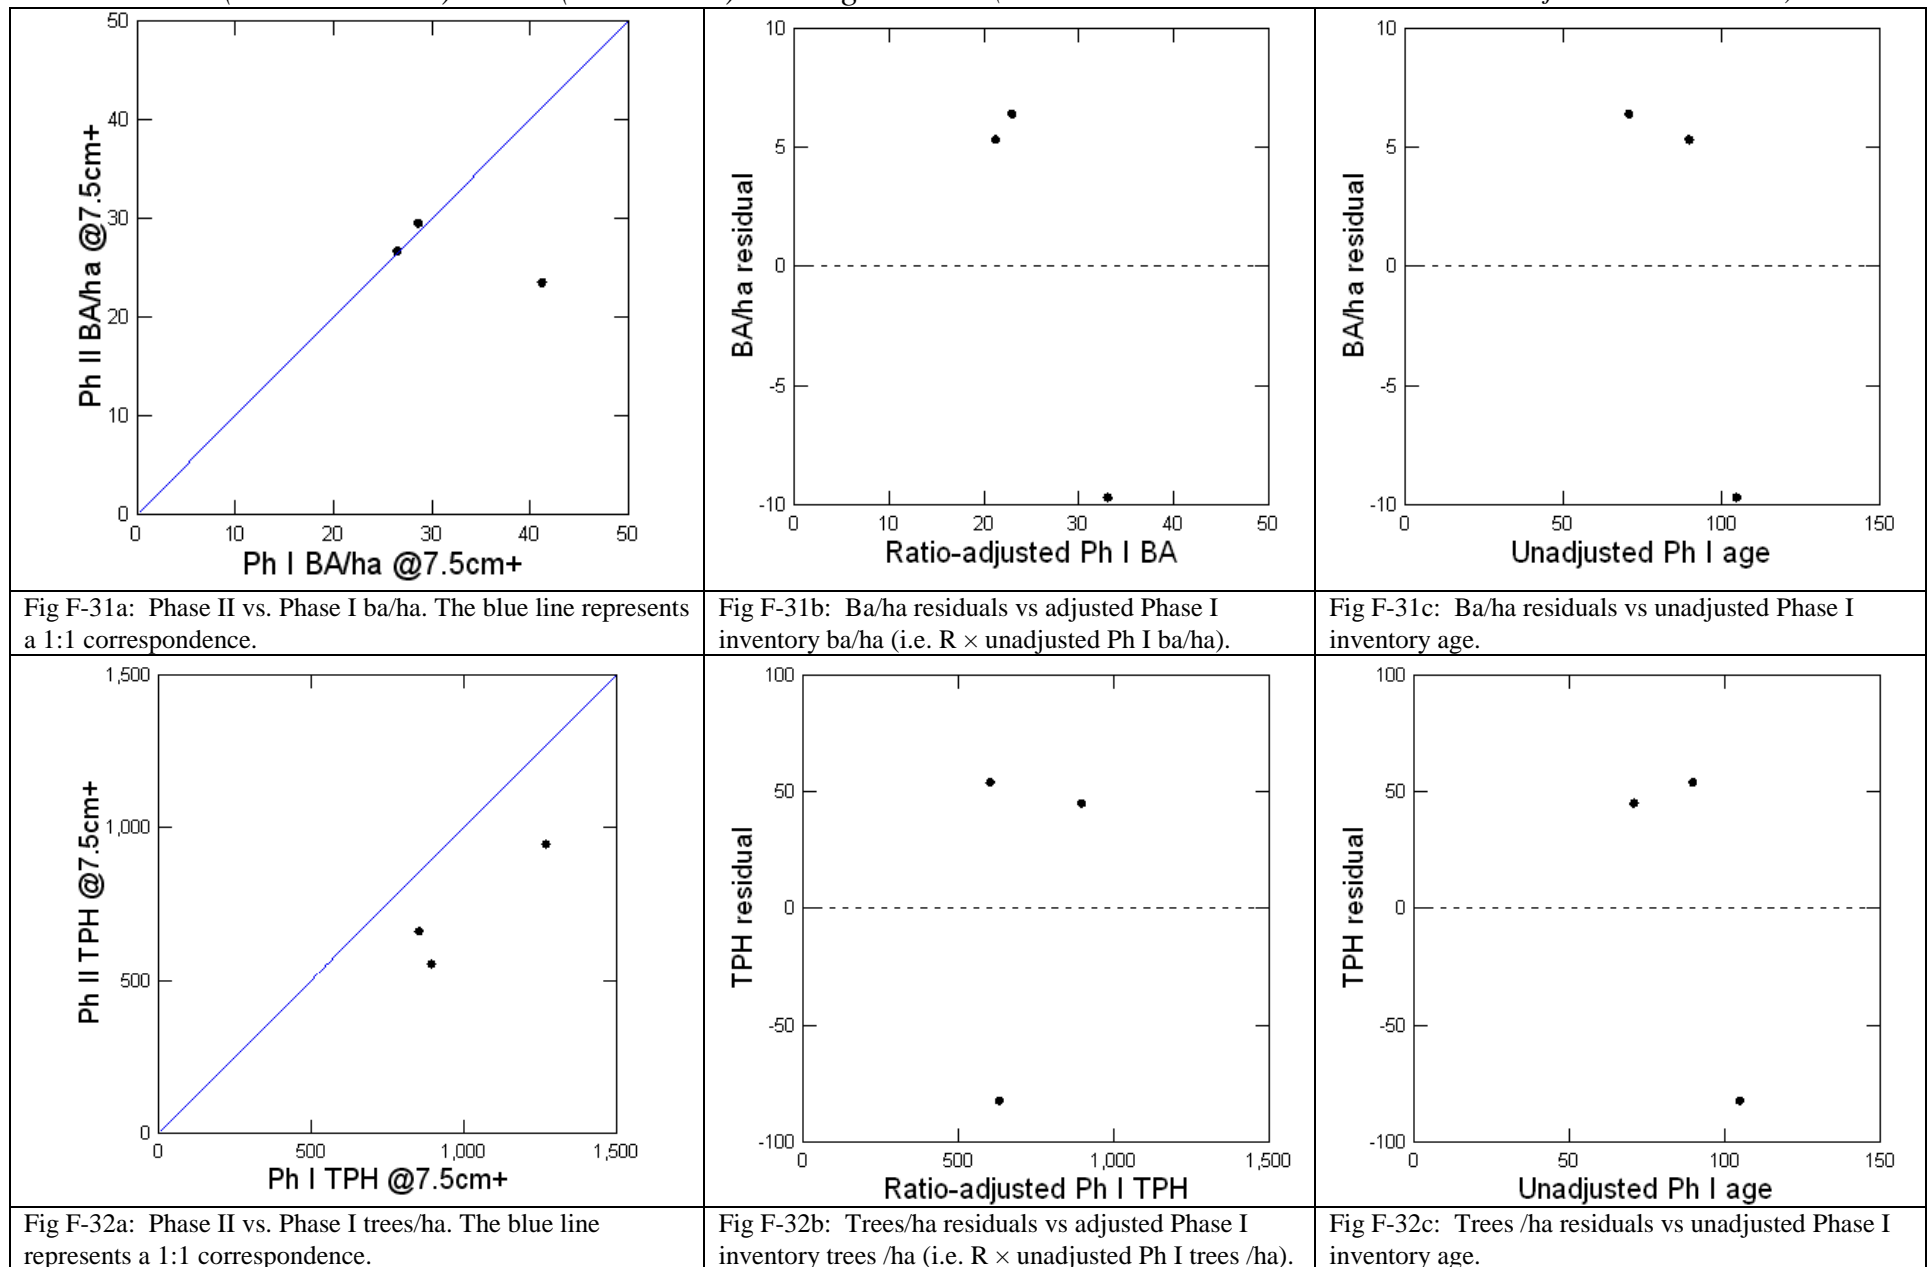 50
40
30
20
10
0
0 10 20 30 40 50
Ph II BA/ha @7.5cm+
Ph I BA/ha @7.5cm+
10
5
0
-5
-10
0 10 20 30 40 50
BA/ha residual
Ratio-adjusted Ph I BA
10
5
0
-5
-10
0 50 100 150
BA/ha residual
Unadjusted Ph I age
Fig F-31a: Phase II vs. Phase I ba/ha. The blue line represents
a 1:1 correspondence.
Fig F-31b: Ba/ha residuals vs adjusted Phase I
inventory ba/ha (i.e. R × unadjusted Ph I ba/ha).
Fig F-31c: Ba/ha residuals vs unadjusted Phase I
inventory age.
1,500
1,000
500
0
0 500 1,000 1,500
Ph II TPH @7.5cm+
Ph I TPH @7.5cm+
100
50
0
-50
-100
0 500 1,000 1,500
TPH residual
Ratio-adjusted Ph I TPH
100
50
0
-50
-100
0 50 100 150
TPH residual
Unadjusted Ph I age
Fig F-32a: Phase II vs. Phase I trees/ha. The blue line
represents a 1:1 correspondence.
Fig F-32b: Trees/ha residuals vs adjusted Phase I
inventory trees /ha (i.e. R × unadjusted Ph I trees /ha).
Fig F-32c: Trees /ha residuals vs unadjusted Phase I
inventory age.